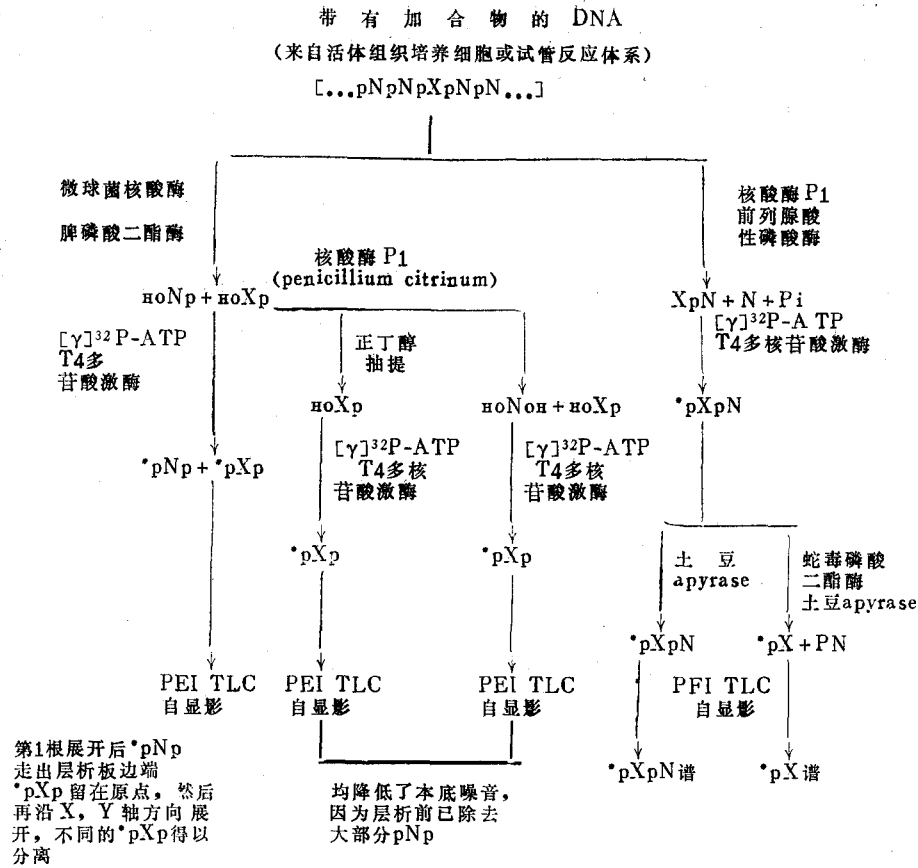 带有加合物的DNA
(来自活体组织培养细胞或试管反应体系)
[...pNpNpXpNpN...]
微球菌核酸酶
脾磷酸二酯酶
核酸酶P1
(penicillium citrinum)
核酸酶P1
前列腺酸
性磷酸酶
HONp+HOXp
XpN+N+Pi
[γ]³²P-ATP
T4多
苷酸激酶
正丁醇
抽提
[γ]³²P-ATP
T4多核苷酸激酶
HOXp
HONOH+HOXp
*pXpN
[γ]³²P-ATP
T4多核
苷酸激酶
[γ]³²P-ATP
T4多核
苷酸激酶
*pNp+*pXp
*pXp
*pXp
土豆
apyrase
蛇毒磷酸
二酯酶
土豆apyrase
*pXpN
*pX+PN
PEI TLC
自显影
PEI TLC
自显影
PEI TLC
自显影
PFI TLC
自显影
*pXpN谱
*pX谱
第1根展开后*pNp
走出层析板边端
*pXp留在原点，然后
再沿X，Y轴方向展
开，不同的*pXp得以
分离
均降低了本底噪音，
因为层析前已除去
大部分pNp